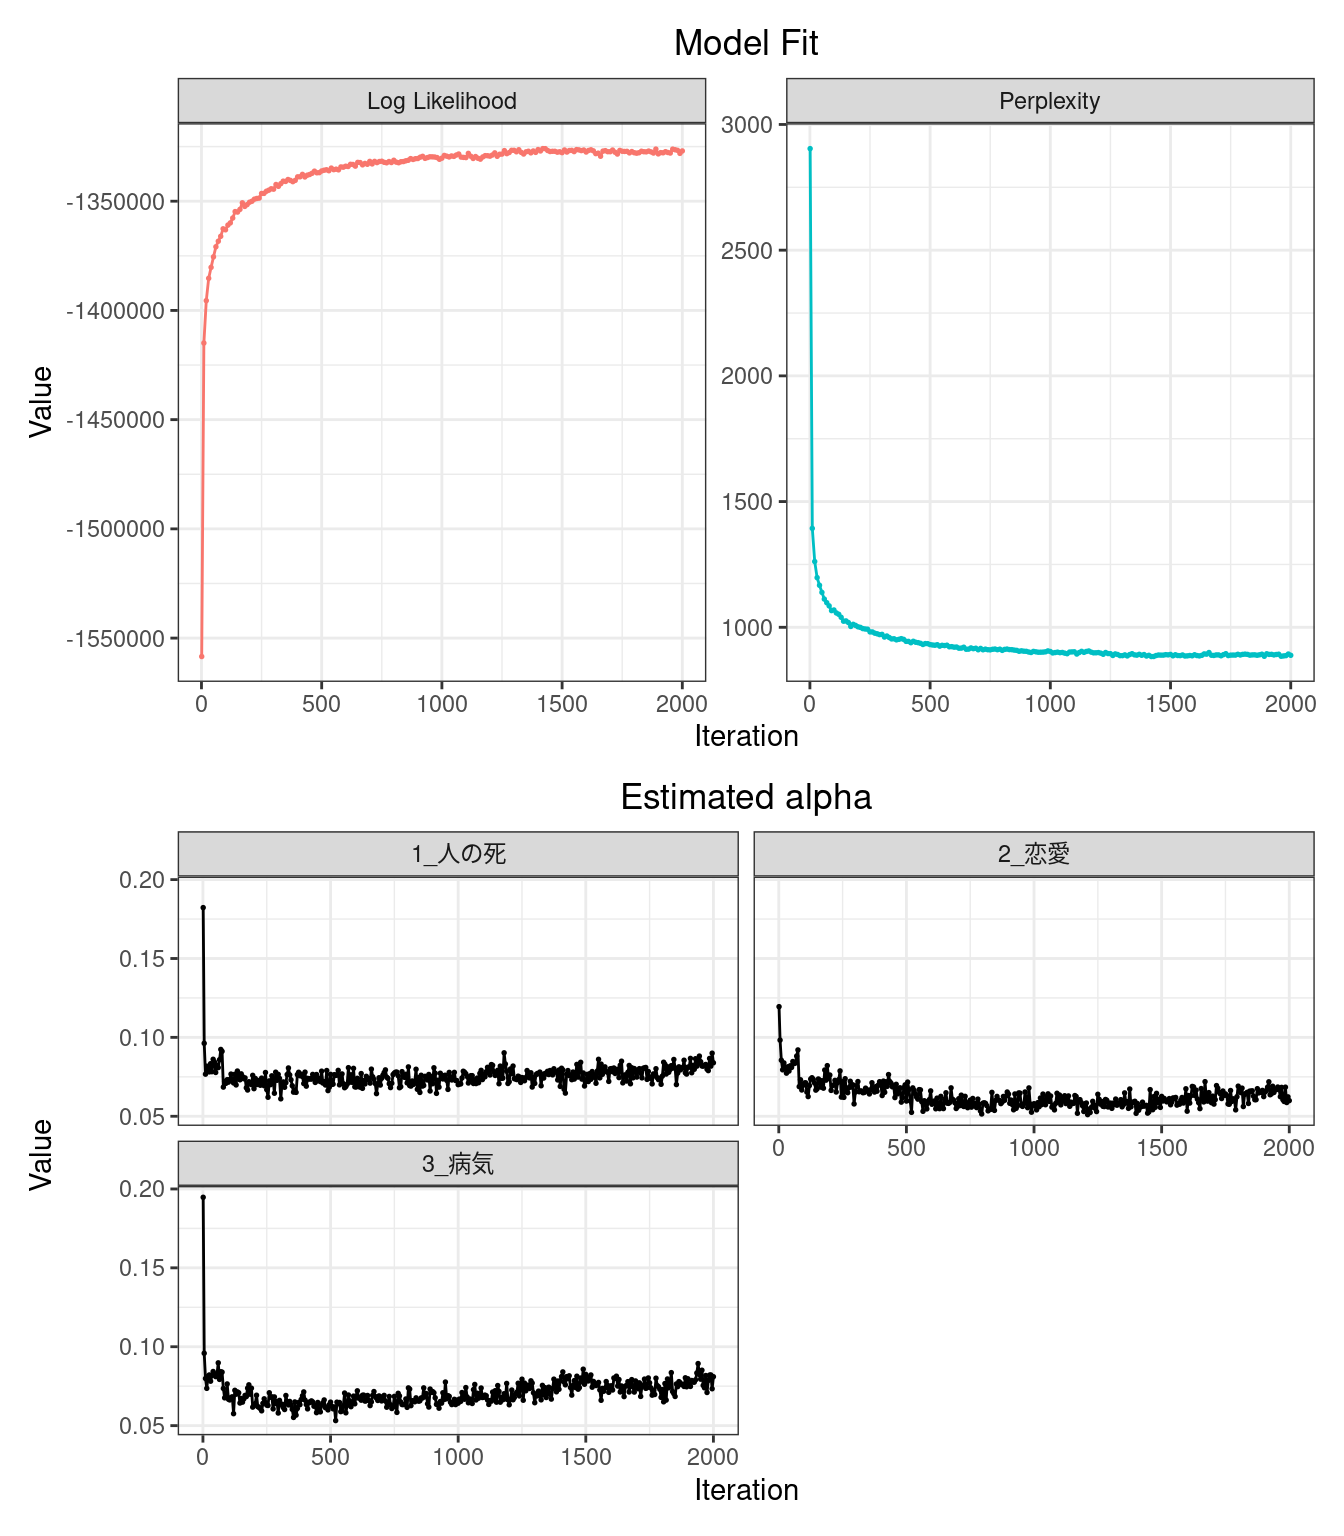 Model Fit
Log Likelihood
Perplexity
-1350000
-1400000
-1450000
-1500000
-1550000
3000
2500
2000
1500
1000
Value
0 500 1000 1500 2000
0 500 1000 1500 2000
Iteration
Estimated alpha
1_人の死
2_恋愛
0.20
0.15
0.10
0.05
0 500 1000 1500 2000
Value
3_病気
0.20
0.15
0.10
0.05
0 500 1000 1500 2000
Iteration